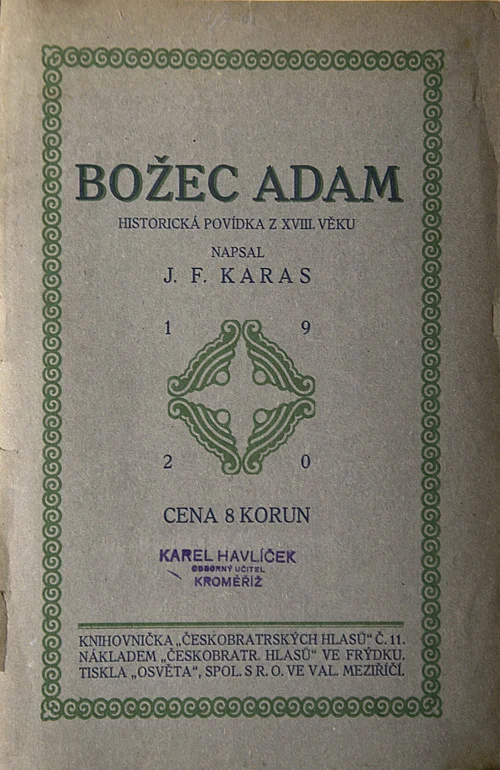 BOŽEC ADAM
HISTORICKÁ POVÍDKA Z XVIII. VĚKU
NAPSAL
J. F. KARAS
1 9
2 0
CENA 8 KORUN
KAREL HAVLÍČEK
ODBORNÝ UČITEL
KROMĚŘÍŽ
KNIHOVNIČKA „ČESKOBRATRSKÝCH HLASŮ“ Č. 11.
NÁKLADEM „ČESKOBRATR. HLASŮ“ VE FRÝDKU.
TISKLA „OSVĚTA“, SPOL. S R. O. VE VAL. MEZIŘÍČÍ.